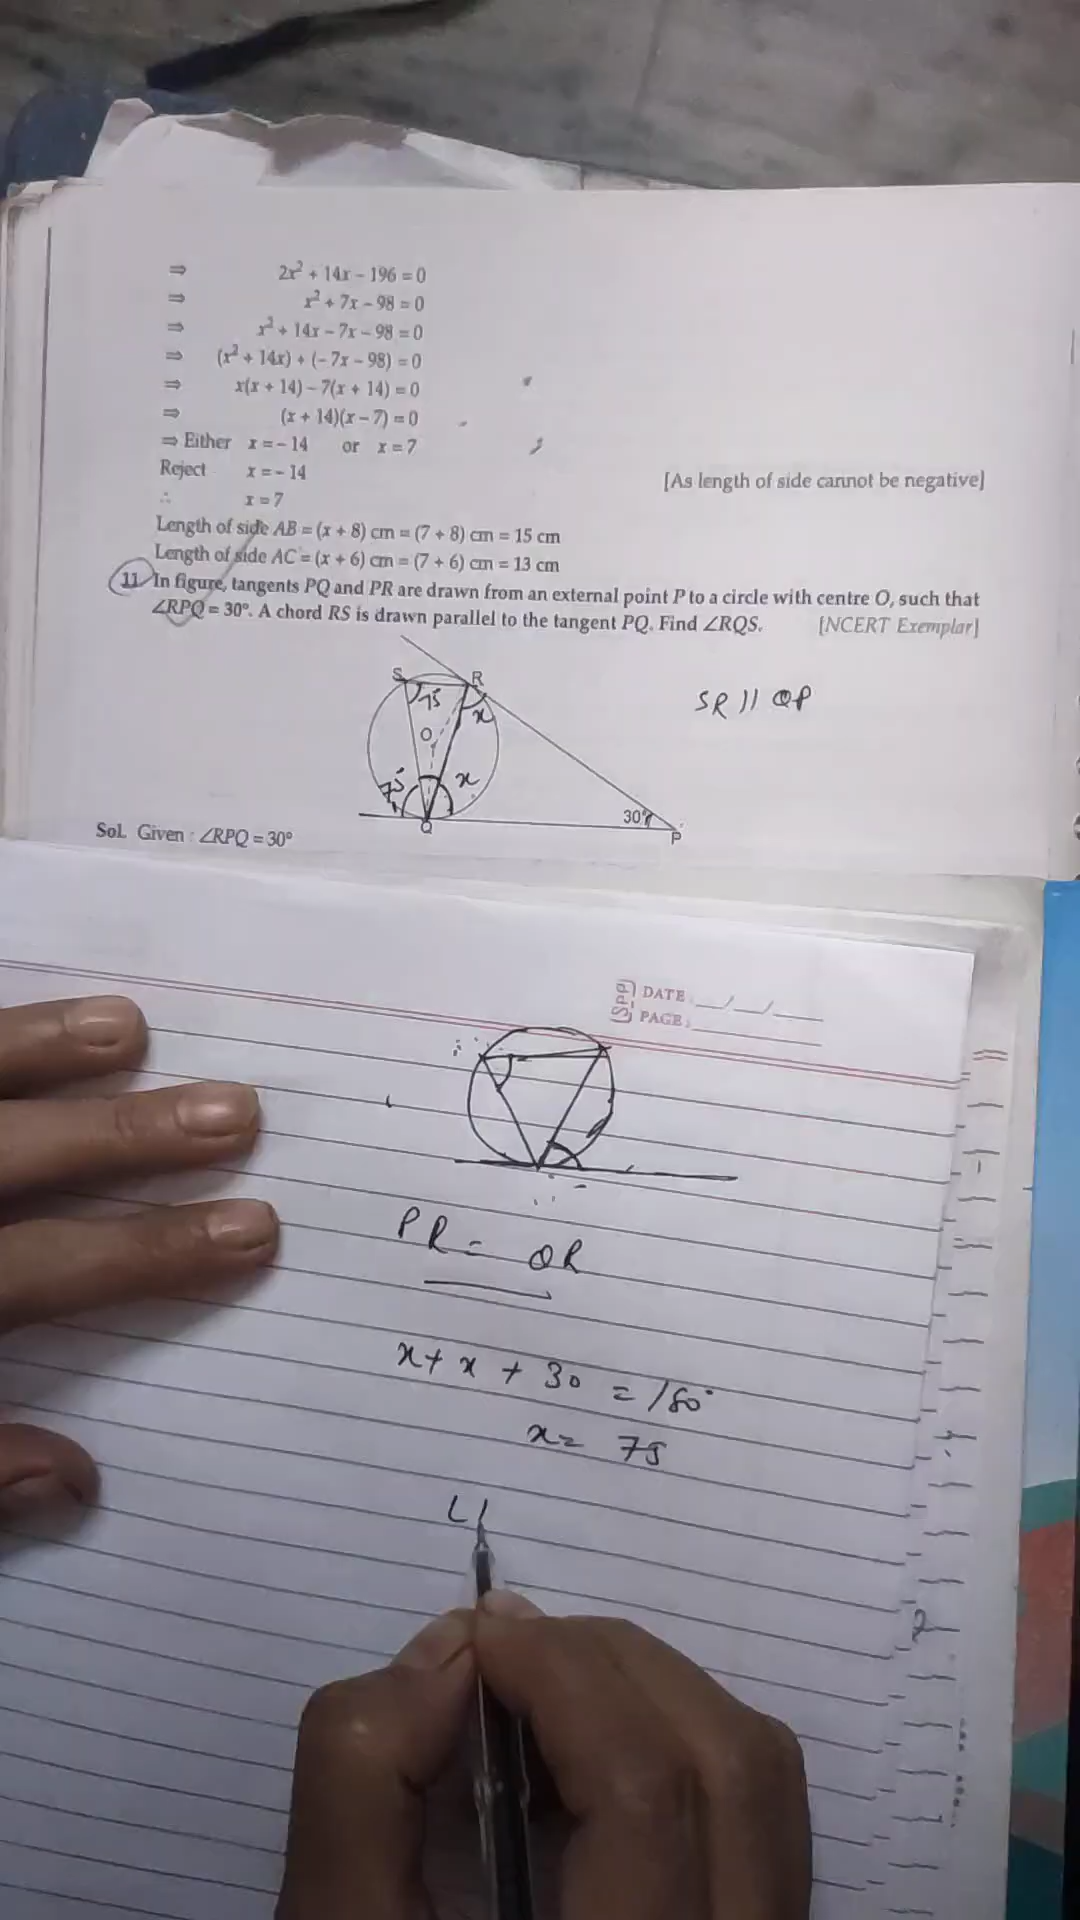 ⇒ 2x² + 14x – 196 = 0
⇒ x² + 7x – 98 = 0
⇒ x² + 14x – 7x – 98 = 0
⇒ (x² + 14x) + (– 7x – 98) = 0
⇒ x(x + 14) – 7(x + 14) = 0
⇒ (x + 14)(x – 7) = 0
⇒ Either x = – 14 or x = 7
Reject x = – 14 [As length of side cannot be negative]
∴ x = 7
Length of side AB = (x + 8) cm = (7 + 8) cm = 15 cm
Length of side AC = (x + 6) cm = (7 + 6) cm = 13 cm
11. In figure, tangents PQ and PR are drawn from an external point P to a circle with centre O, such that
∠RPQ = 30°. A chord RS is drawn parallel to the tangent PQ. Find ∠RQS. [NCERT Exemplar]
S R
75 x
SR || QP
O
75 x
30°
Q P
Sol. Given : ∠RPQ = 30°
DATE: __/__/__
PAGE:
PR = QR
x + x + 30 = 180°
x = 75
L
2